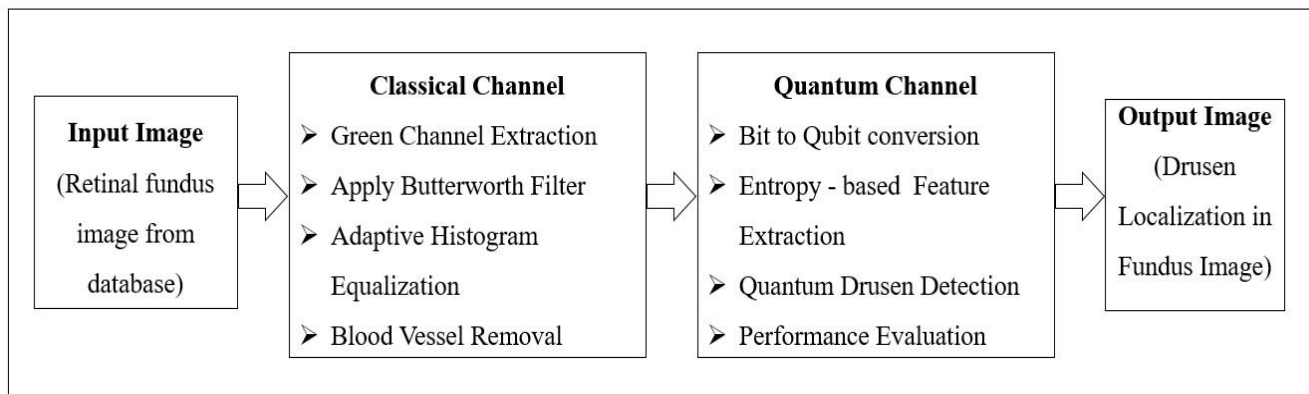 Input Image
(Retinal fundus
image from
database)
Classical Channel
➢ Green Channel Extraction
➢ Apply Butterworth Filter
➢ Adaptive Histogram
Equalization
➢ Blood Vessel Removal
Quantum Channel
➢ Bit to Qubit conversion
➢ Entropy - based Feature
Extraction
➢ Quantum Drusen Detection
➢ Performance Evaluation
Output Image
(Drusen
Localization in
Fundus Image)